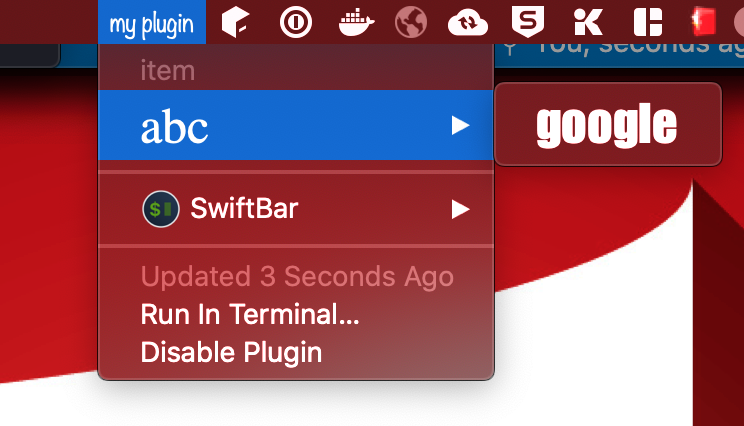 my plugin
You, seconds ag
item
abc
google
$
SwiftBar
Updated 3 Seconds Ago
Run In Terminal...
Disable Plugin